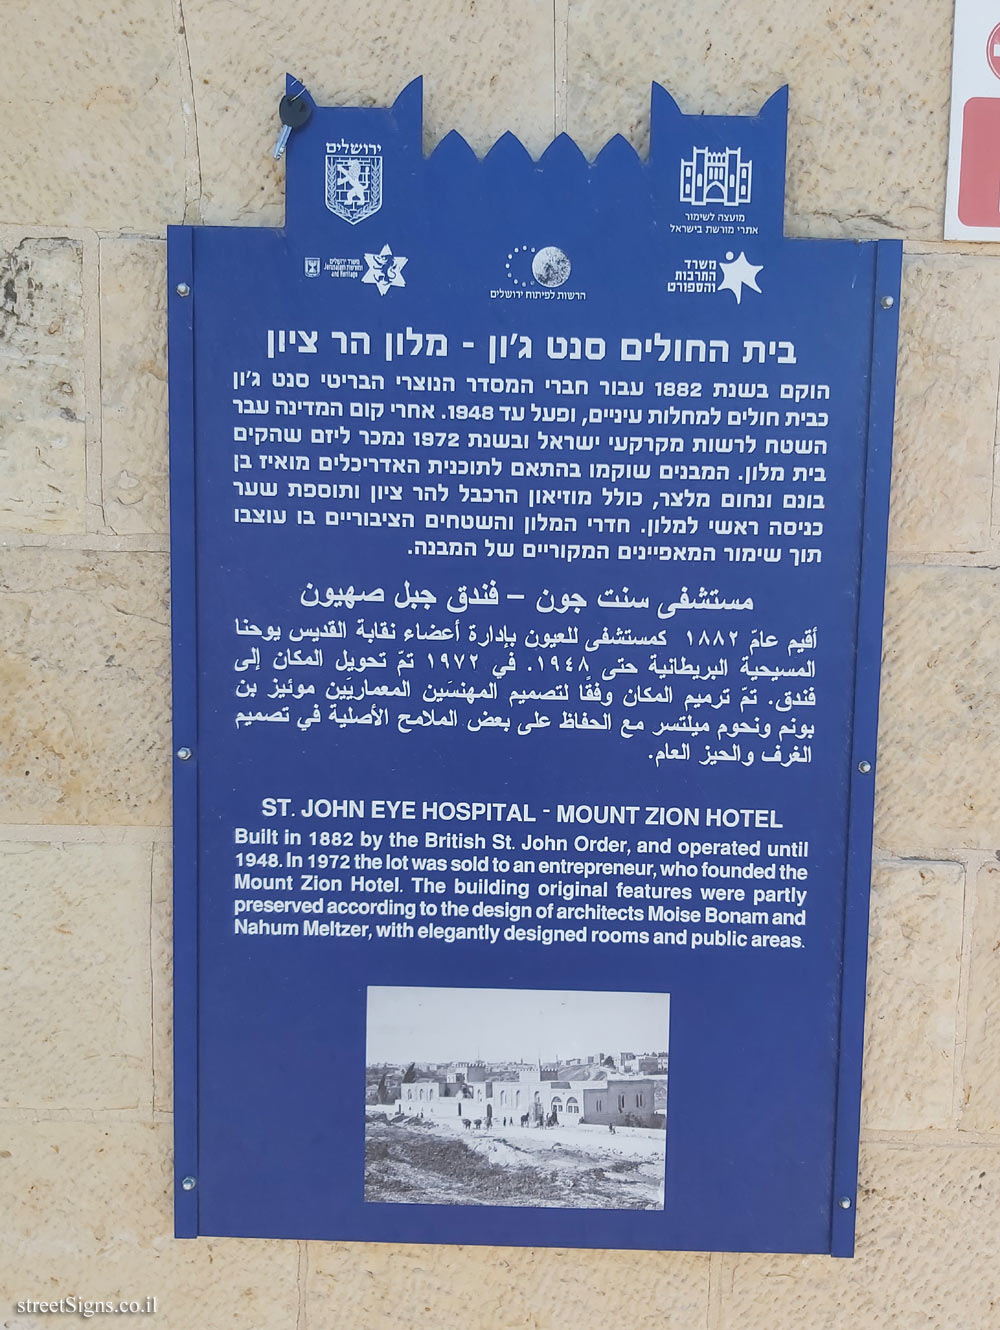 ירושלים
מועצה לשימור
אתרי מורשת בישראל
משרד ירושלים
ומורשת
Jerusalem
and Heritage
הרשות לפיתוח ירושלים
משרד
התרבות
והספורט
בית החולים סנט ג'ון - מלון הר ציון
הוקם בשנת 1882 עבור חברי המסדר הנוצרי הבריטי סנט ג'ון
כבית חולים למחלות עיניים, ופעל עד 1948. אחרי קום המדינה עבר
השטח לרשות מקרקעי ישראל ובשנת 1972 נמכר ליזם שהקים
בית מלון. המבנים שוקמו בהתאם לתוכנית האדריכלים מואיז בן
בונם ונחום מלצר, כולל מוזיאון הרכבל להר ציון ותוספת שער
כניסה ראשי למלון. חדרי המלון והשטחים הציבוריים בו עוצבו
תוך שימור המאפיינים המקוריים של המבנה.
مستشفى سنت جون – فندق جبل صهيون
أقيم عامّ ١٨٨٢ كمستشفى للعيون بإدارة أعضاء نقابة القديس يوحنا
المسيحية البريطانية حتى ١٩٤٨. في ١٩٧٢ تمّ تحويل المكان إلى
فندق. تمّ ترميم المكان وفقًا لتصميم المهنسَين المعماريَين موئيز بن
بونم ونحوم ميلتسر مع الحفاظ على بعض الملامح الأصلية في تصميم
الغرف والحيز العام.
ST. JOHN EYE HOSPITAL - MOUNT ZION HOTEL
Built in 1882 by the British St. John Order, and operated until
1948. In 1972 the lot was sold to an entrepreneur, who founded the
Mount Zion Hotel. The building original features were partly
preserved according to the design of architects Moise Bonam and
Nahum Meltzer, with elegantly designed rooms and public areas.
streetSigns.co.il